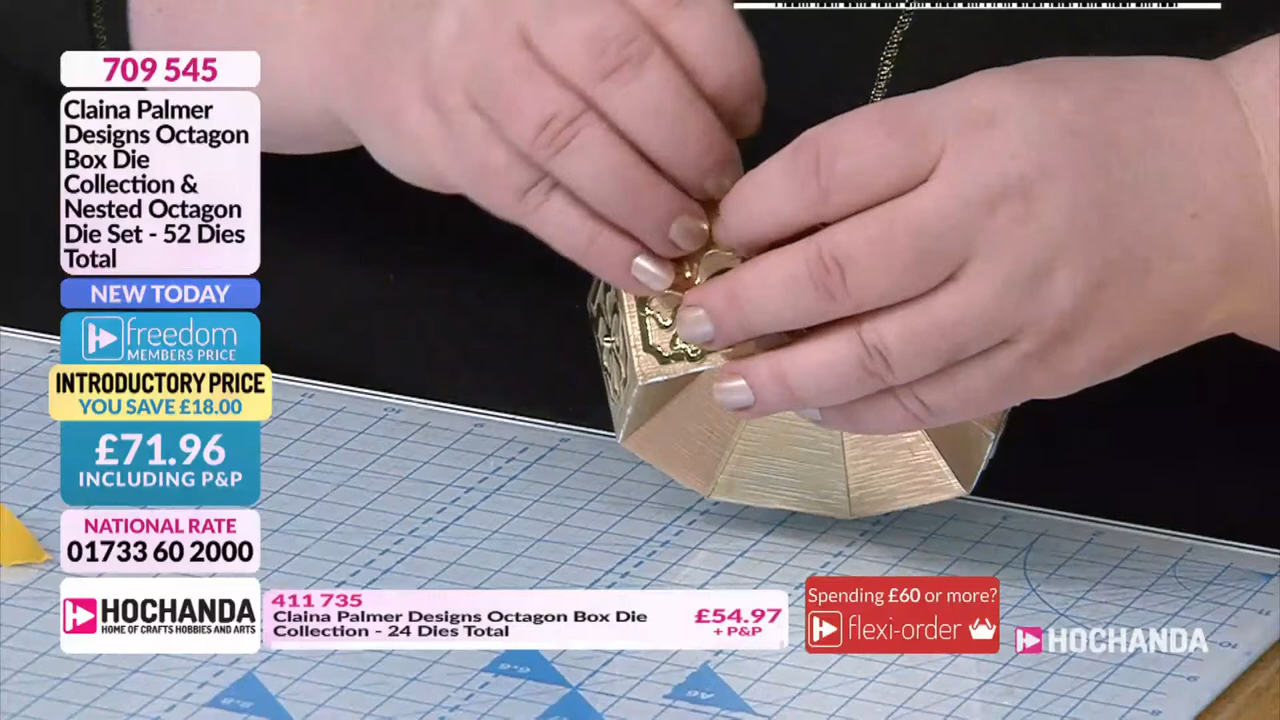 709 545
Claina Palmer
Designs Octagon
Box Die
Collection &
Nested Octagon
Die Set - 52 Dies
Total
NEW TODAY
freedom
MEMBERS PRICE
INTRODUCTORY PRICE
YOU SAVE £18.00
£71.96
INCLUDING P&P
NATIONAL RATE
01733 60 2000
HOCHANDA
HOME OF CRAFTS HOBBIES AND ARTS
411 735
Claina Palmer Designs Octagon Box Die
Collection - 24 Dies Total
£54.97
+ P&P
Spending £60 or more?
flexi-order
HOCHANDA